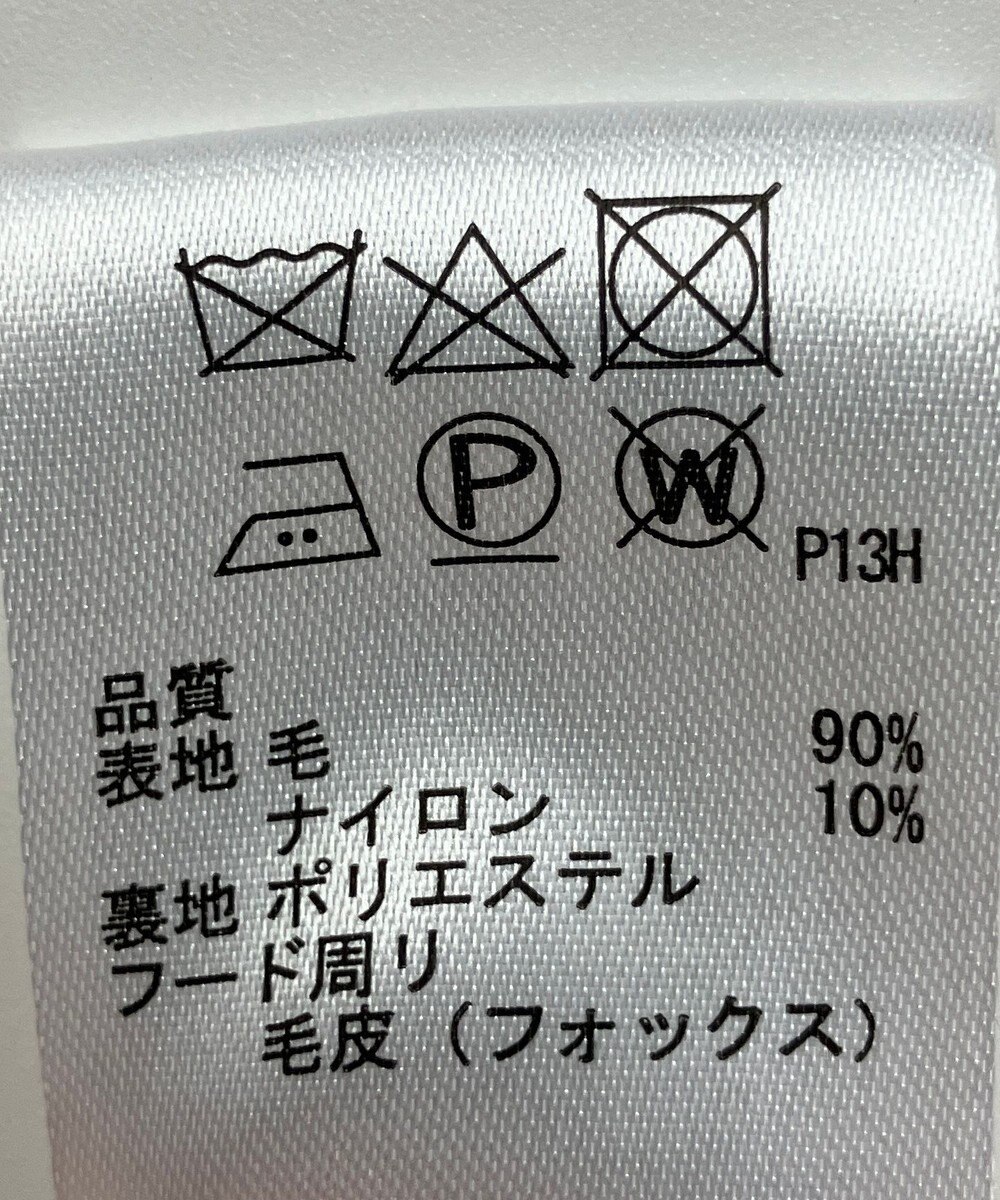 P
W
P13H
品質
表地 毛 90%
ナイロン 10%
裏地 ポリエステル
フード周り
毛皮 (フォックス)